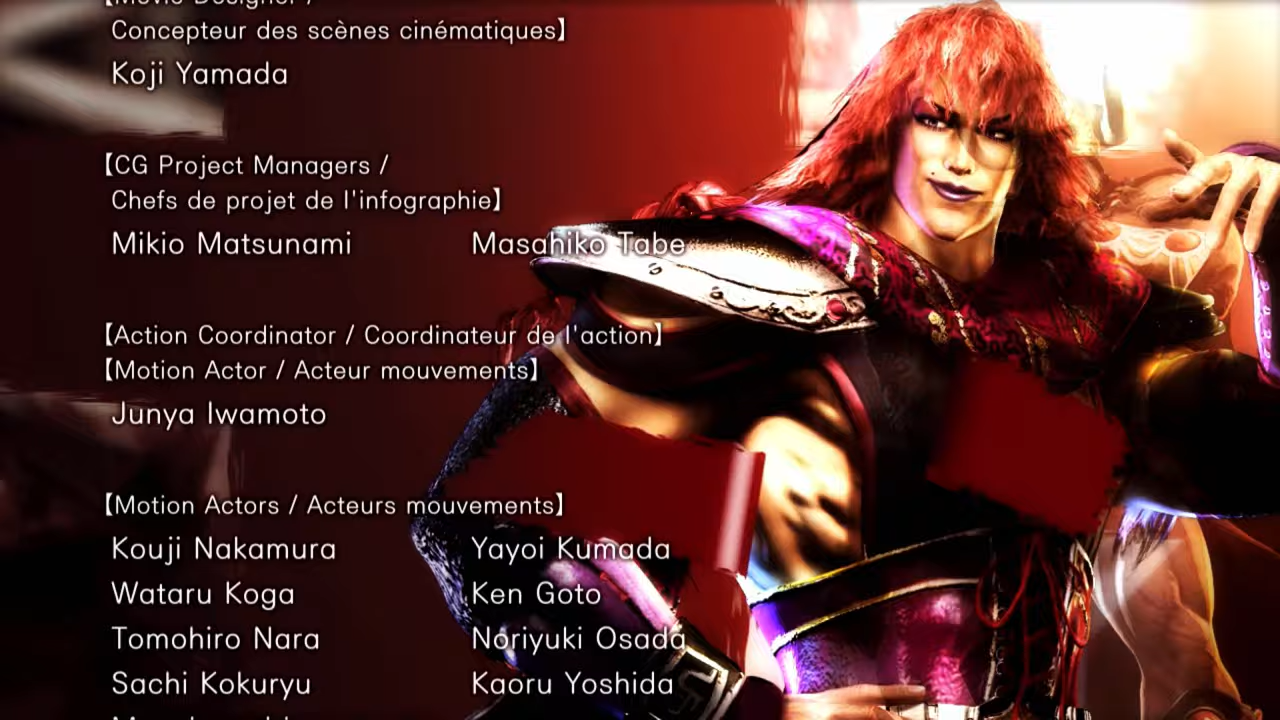 【Movie Designer /
Concepteur des scènes cinématiques】
Koji Yamada
【CG Project Managers /
Chefs de projet de l'infographie】
Mikio Matsunami Masahiko Tabe
【Action Coordinator / Coordinateur de l'action】
【Motion Actor / Acteur mouvements】
Junya Iwamoto
【Motion Actors / Acteurs mouvements】
Kouji Nakamura Yayoi Kumada
Wataru Koga Ken Goto
Tomohiro Nara Noriyuki Osada
Sachi Kokuryu Kaoru Yoshida